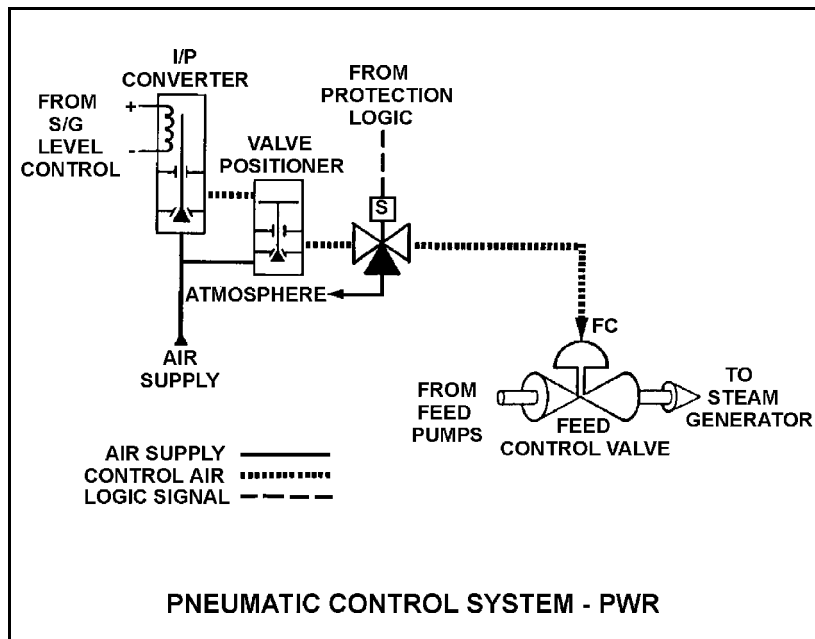 I/P
CONVERTER
FROM
S/G
LEVEL
CONTROL
+
-
VALVE
POSITIONER
FROM
PROTECTION
LOGIC
S
ATMOSPHERE
AIR
SUPPLY
FC
FROM
FEED
PUMPS
FEED
CONTROL VALVE
TO
STEAM
GENERATOR
AIR SUPPLY
CONTROL AIR
LOGIC SIGNAL
PNEUMATIC CONTROL SYSTEM - PWR